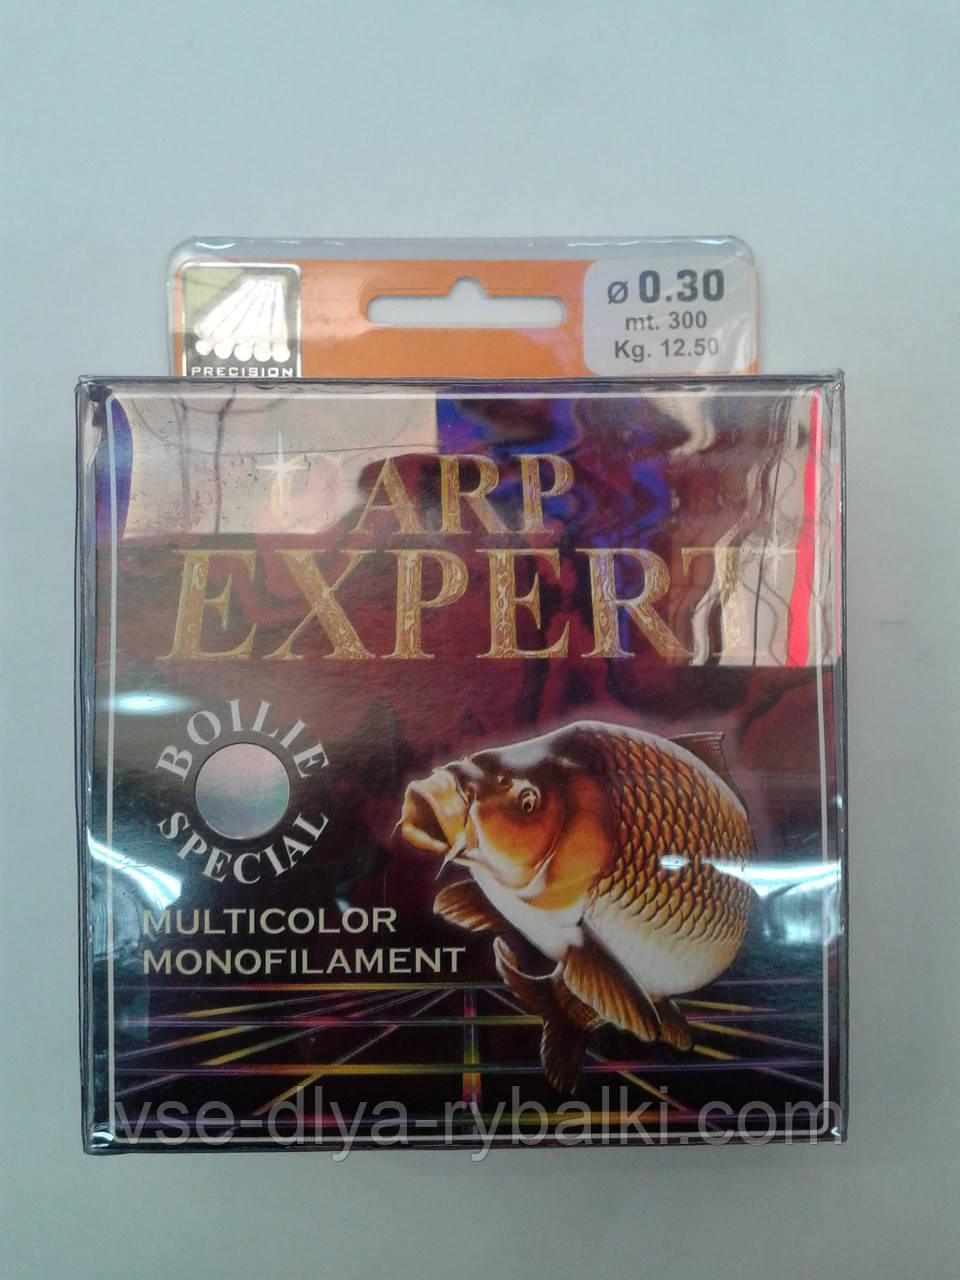 PRECISION
ø 0.30
mt. 300
Kg. 12.50
CARP
EXPERT
BOILIE
SPECIAL
MULTICOLOR
MONOFILAMENT
vse-dlya-rybalki.com